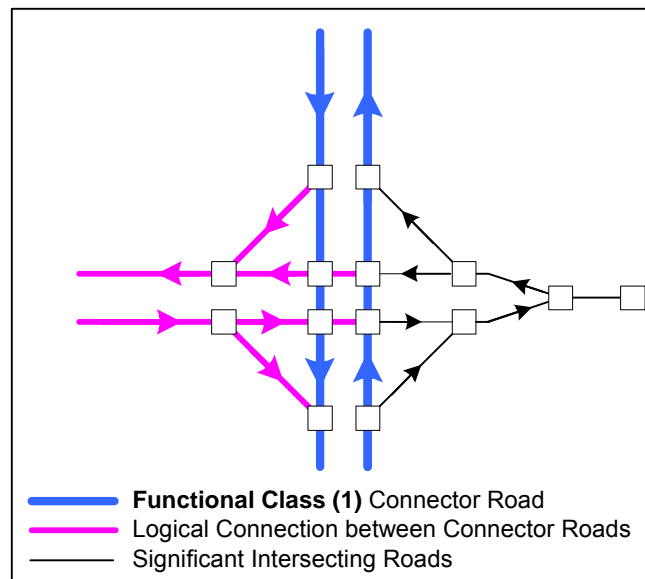 Functional Class (1) Connector Road
Logical Connection between Connector Roads
Significant Intersecting Roads